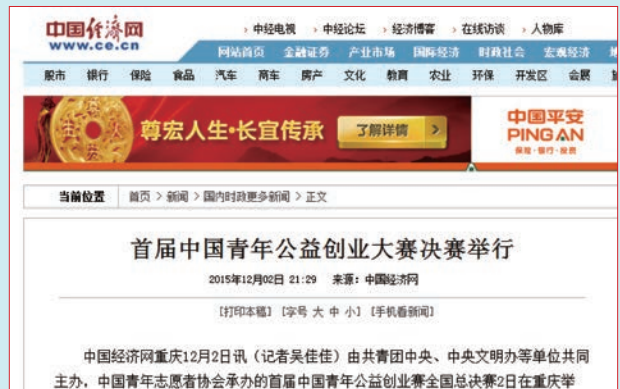 中国经济网
www.ce.cn
› 中经电视 › 中经论坛 › 经济博客 › 在线访谈 › 人物库
网站首页 金融证券 产业市场 国际经济 时政社会 宏观经济
股市 银行 保险 食品 汽车 商车 房产 文化 教育 农业 环保 开发区 会展
尊宏人生·长宜传承 了解详情 >
中国平安
PING AN
保险·银行·投资
当前位置 首页 > 新闻 > 国内时政更多新闻 > 正文
首届中国青年公益创业大赛决赛举行
2015年12月02日 21:29 来源：中国经济网
[打印本稿] [字号 大 中 小] [手机看新闻]
中国经济网重庆12月2日讯（记者吴佳佳）由共青团中央、中央文明办等单位共同
主办，中国青年志愿者协会承办的首届中国青年公益创业赛全国总决赛2日在重庆举